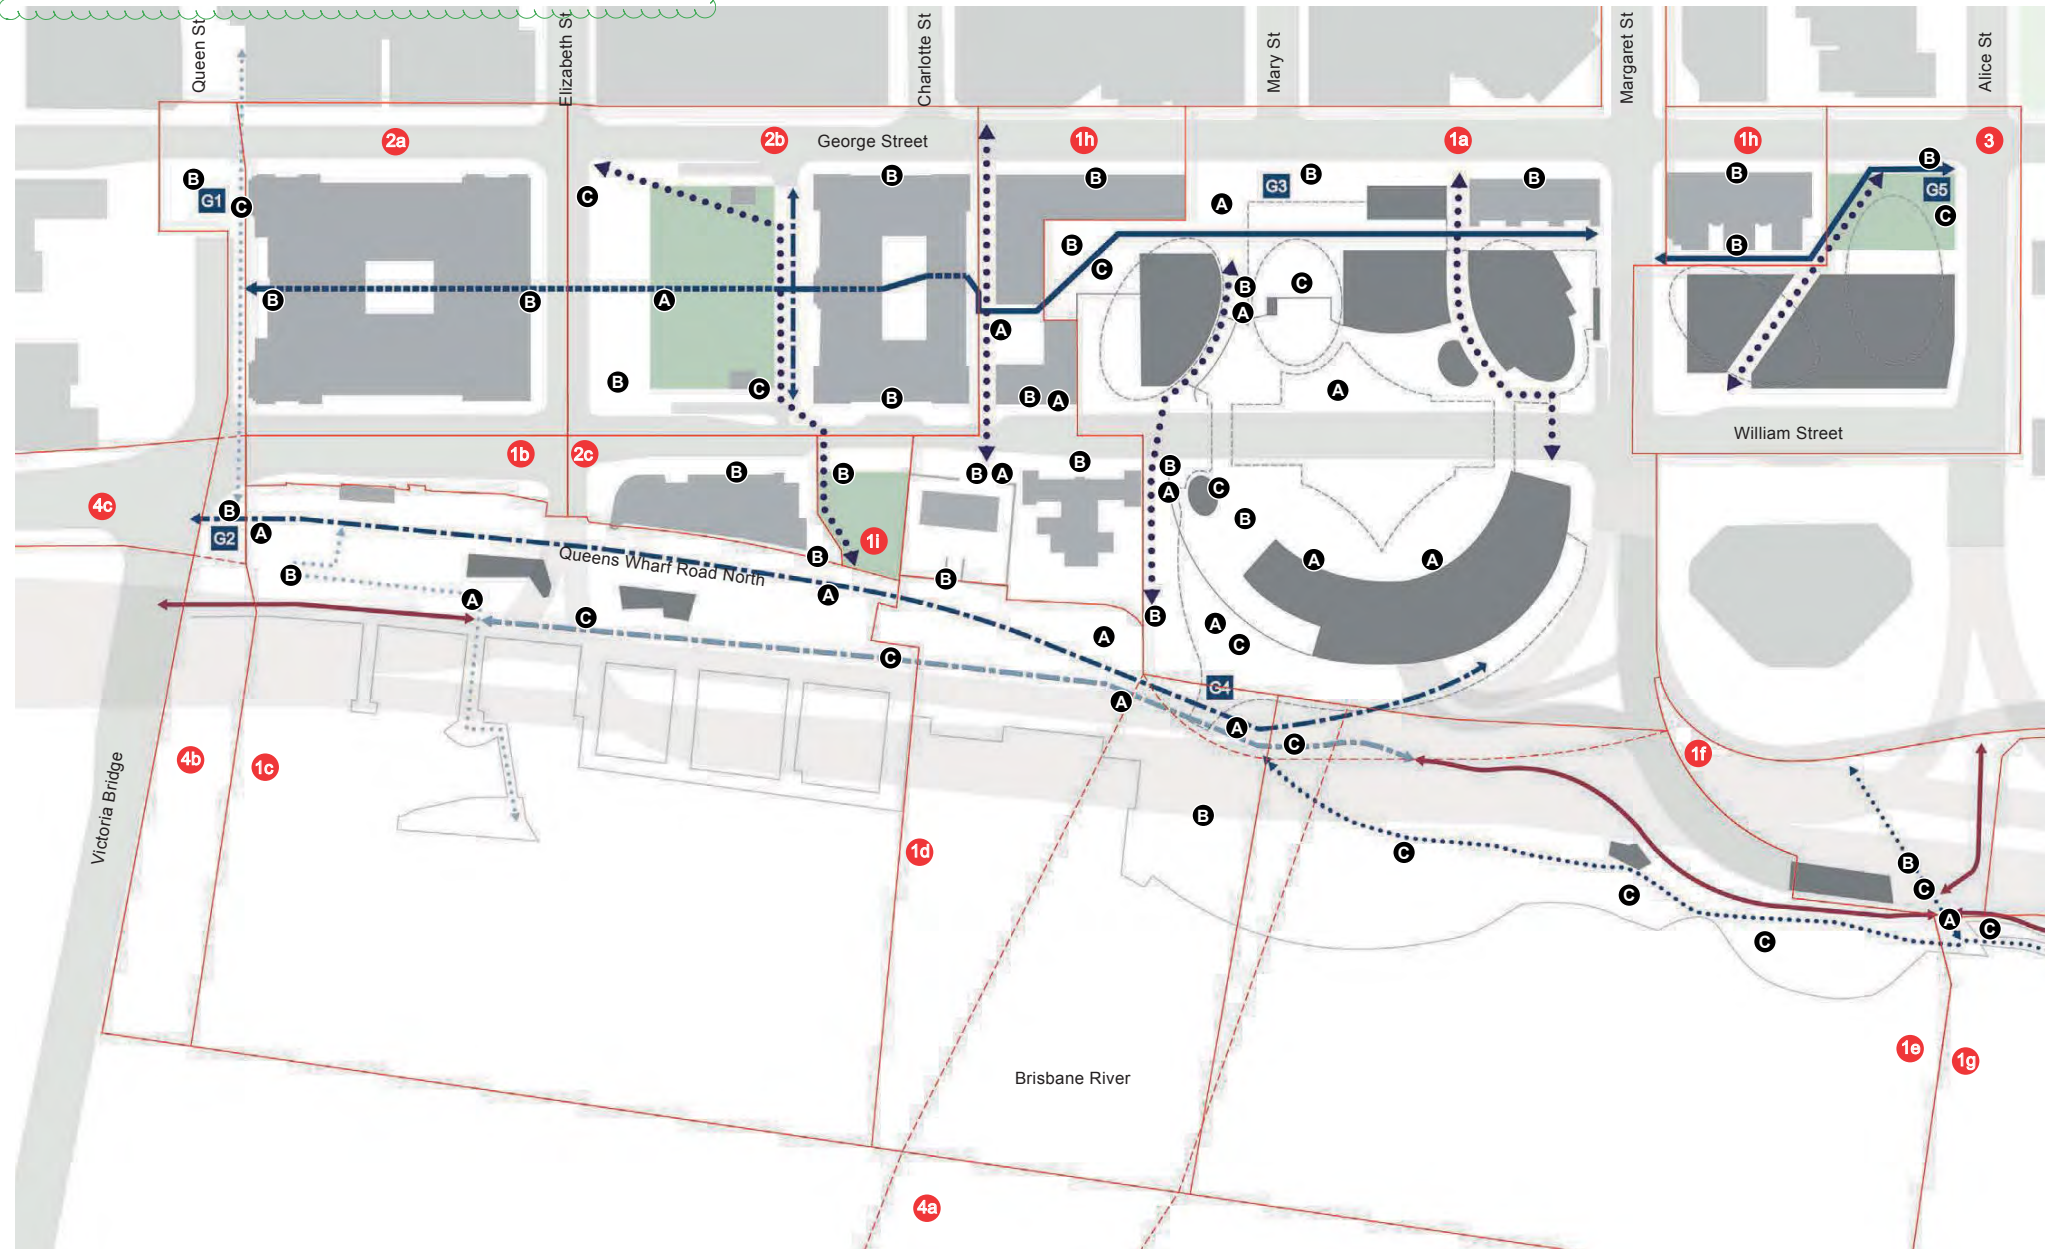 Queen St
Elizabeth St
Charlotte St
Mary St
Margaret St
Alice St
2a
2b
George Street
1h
1a
1h
3
B
B
B
B
B
B
B
G1
C
C
A
G3
G5
C
B
C
B
B
B
A
B
A
C
B
A
B
C
B
B
A
A
William Street
1b
2c
B
B
B
A
B
B
A
C
4c
B
A
G2
B
1i
A
A
Queens Wharf Road North
B
B
B
A
A
C
C
A
B
A
C
G4
A
A
C
4b
1c
1f
Victoria Bridge
B
1d
C
C
B
C
A
C
C
Brisbane River
1e
1g
4a